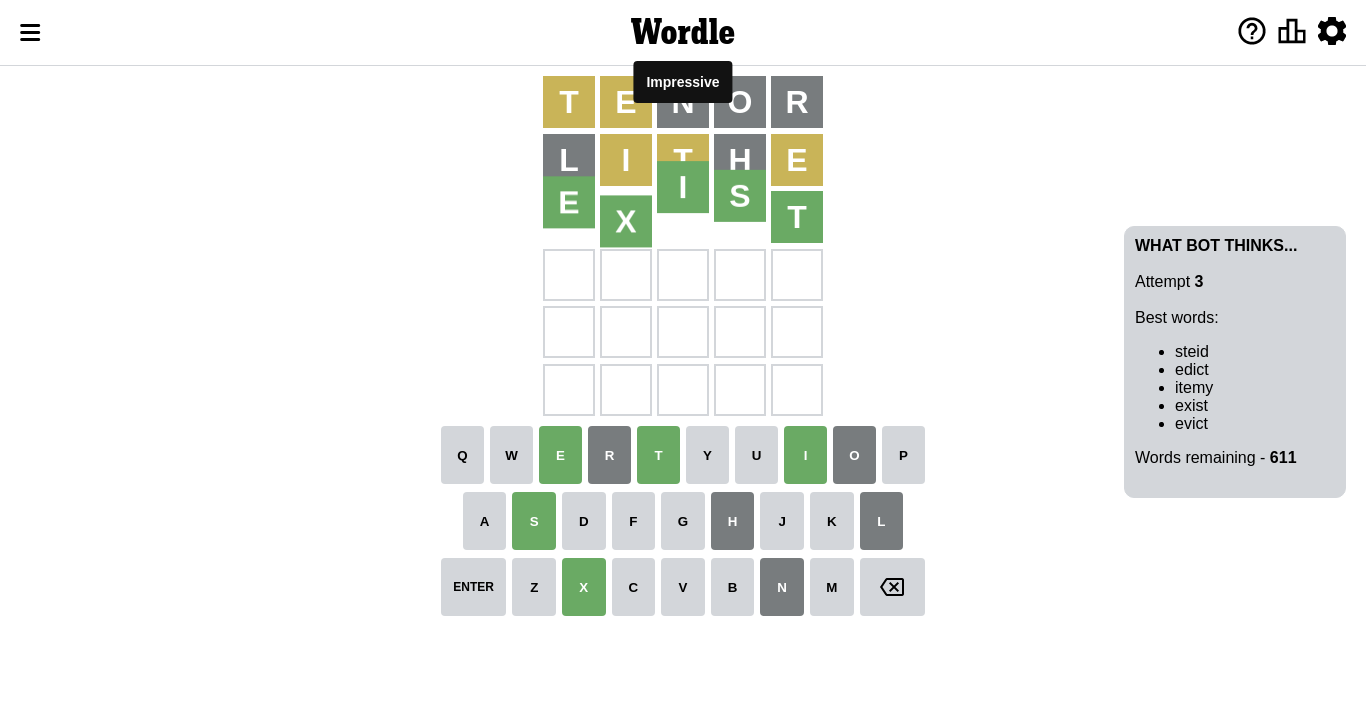 Wordle
Impressive
T E N O R
L I T H E
E X I S T
WHAT BOT THINKS...
Attempt 3
Best words:
• steid
• edict
• itemy
• exist
• evict
Words remaining - 611
Q W E R T Y U I O P
A S D F G H J K L
ENTER Z X C V B N M